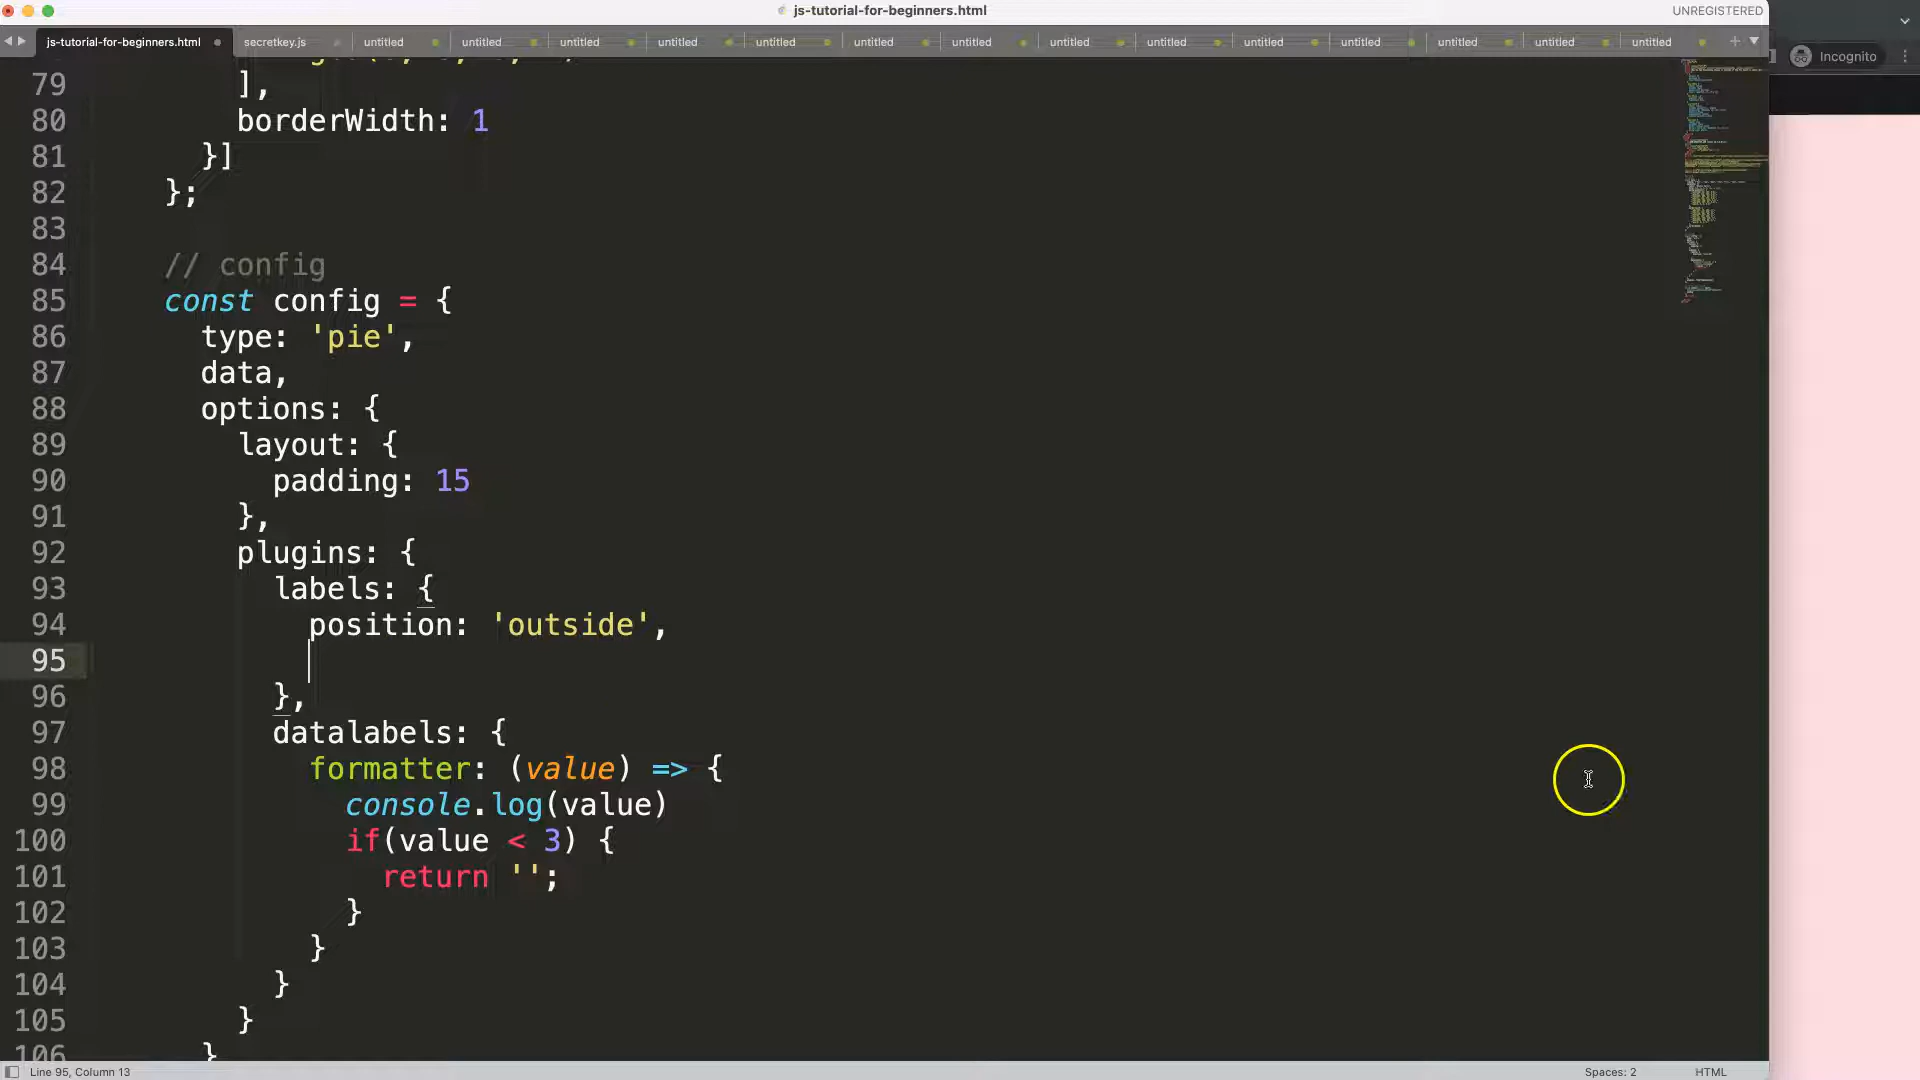 js-tutorial-for-beginners.html
UNREGISTERED
js-tutorial-for-beginners.html secretkey.js untitled untitled untitled untitled untitled untitled untitled untitled untitled untitled untitled untitled untitled untitled
Incognito
79 ],
80 borderWidth: 1
81 }]
82 };
83
84 // config
85 const config = {
86 type: 'pie',
87 data,
88 options: {
89 layout: {
90 padding: 15
91 },
92 plugins: {
93 labels: {
94 position: 'outside',
95
96 },
97 datalabels: {
98 formatter: (value) => {
99 console.log(value)
100 if(value < 3) {
101 return '';
102 }
103 }
104 }
105 }
106 }
Line 95, Column 13
Spaces: 2
HTML